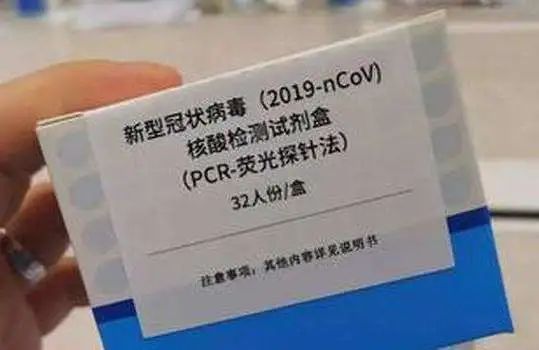 新型冠状病毒（2019-nCoV)
核酸检测试剂盒
（PCR-荧光探针法）
32人份/盒
注意事项：其他内容详见说明书